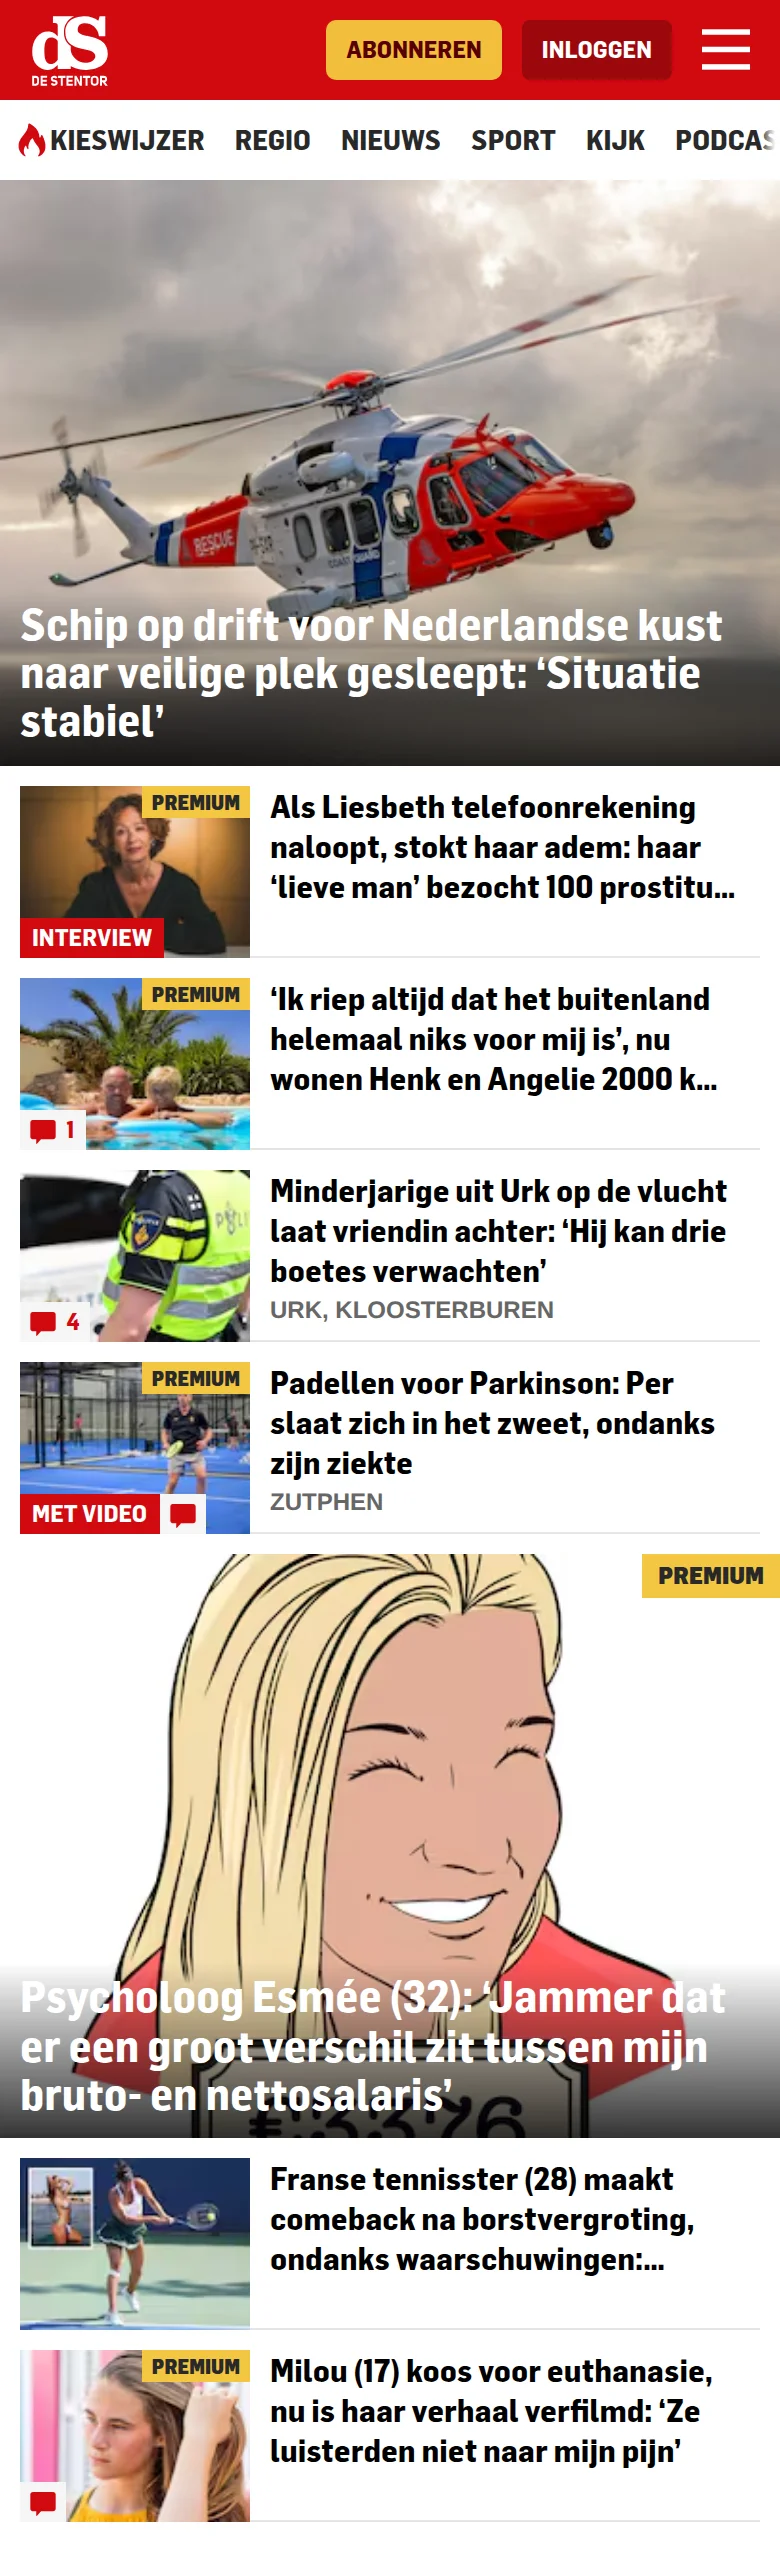 dS
DE STENTOR
ABONNEREN
INLOGGEN
KIESWIJZER REGIO NIEUWS SPORT KIJK PODCAS
RESCUE
COAST GUARD
Schip op drift voor Nederlandse kust
naar veilige plek gesleept: ‘Situatie
stabiel’
PREMIUM
INTERVIEW
Als Liesbeth telefoonrekening
naloopt, stokt haar adem: haar
‘lieve man’ bezocht 100 prostitu...
PREMIUM
1
‘Ik riep altijd dat het buitenland
helemaal niks voor mij is’, nu
wonen Henk en Angelie 2000 k...
4
Minderjarige uit Urk op de vlucht
laat vriendin achter: ‘Hij kan drie
boetes verwachten’
URK, KLOOSTERBUREN
PREMIUM
MET VIDEO
Padellen voor Parkinson: Per
slaat zich in het zweet, ondanks
zijn ziekte
ZUTPHEN
PREMIUM
Psycholoog Esmée (32): ‘Jammer dat
er een groot verschil zit tussen mijn
bruto- en nettosalaris’
€3376
Franse tennisster (28) maakt
comeback na borstvergroting,
ondanks waarschuwingen:...
PREMIUM
Milou (17) koos voor euthanasie,
nu is haar verhaal verfilmd: ‘Ze
luisterden niet naar mijn pijn’